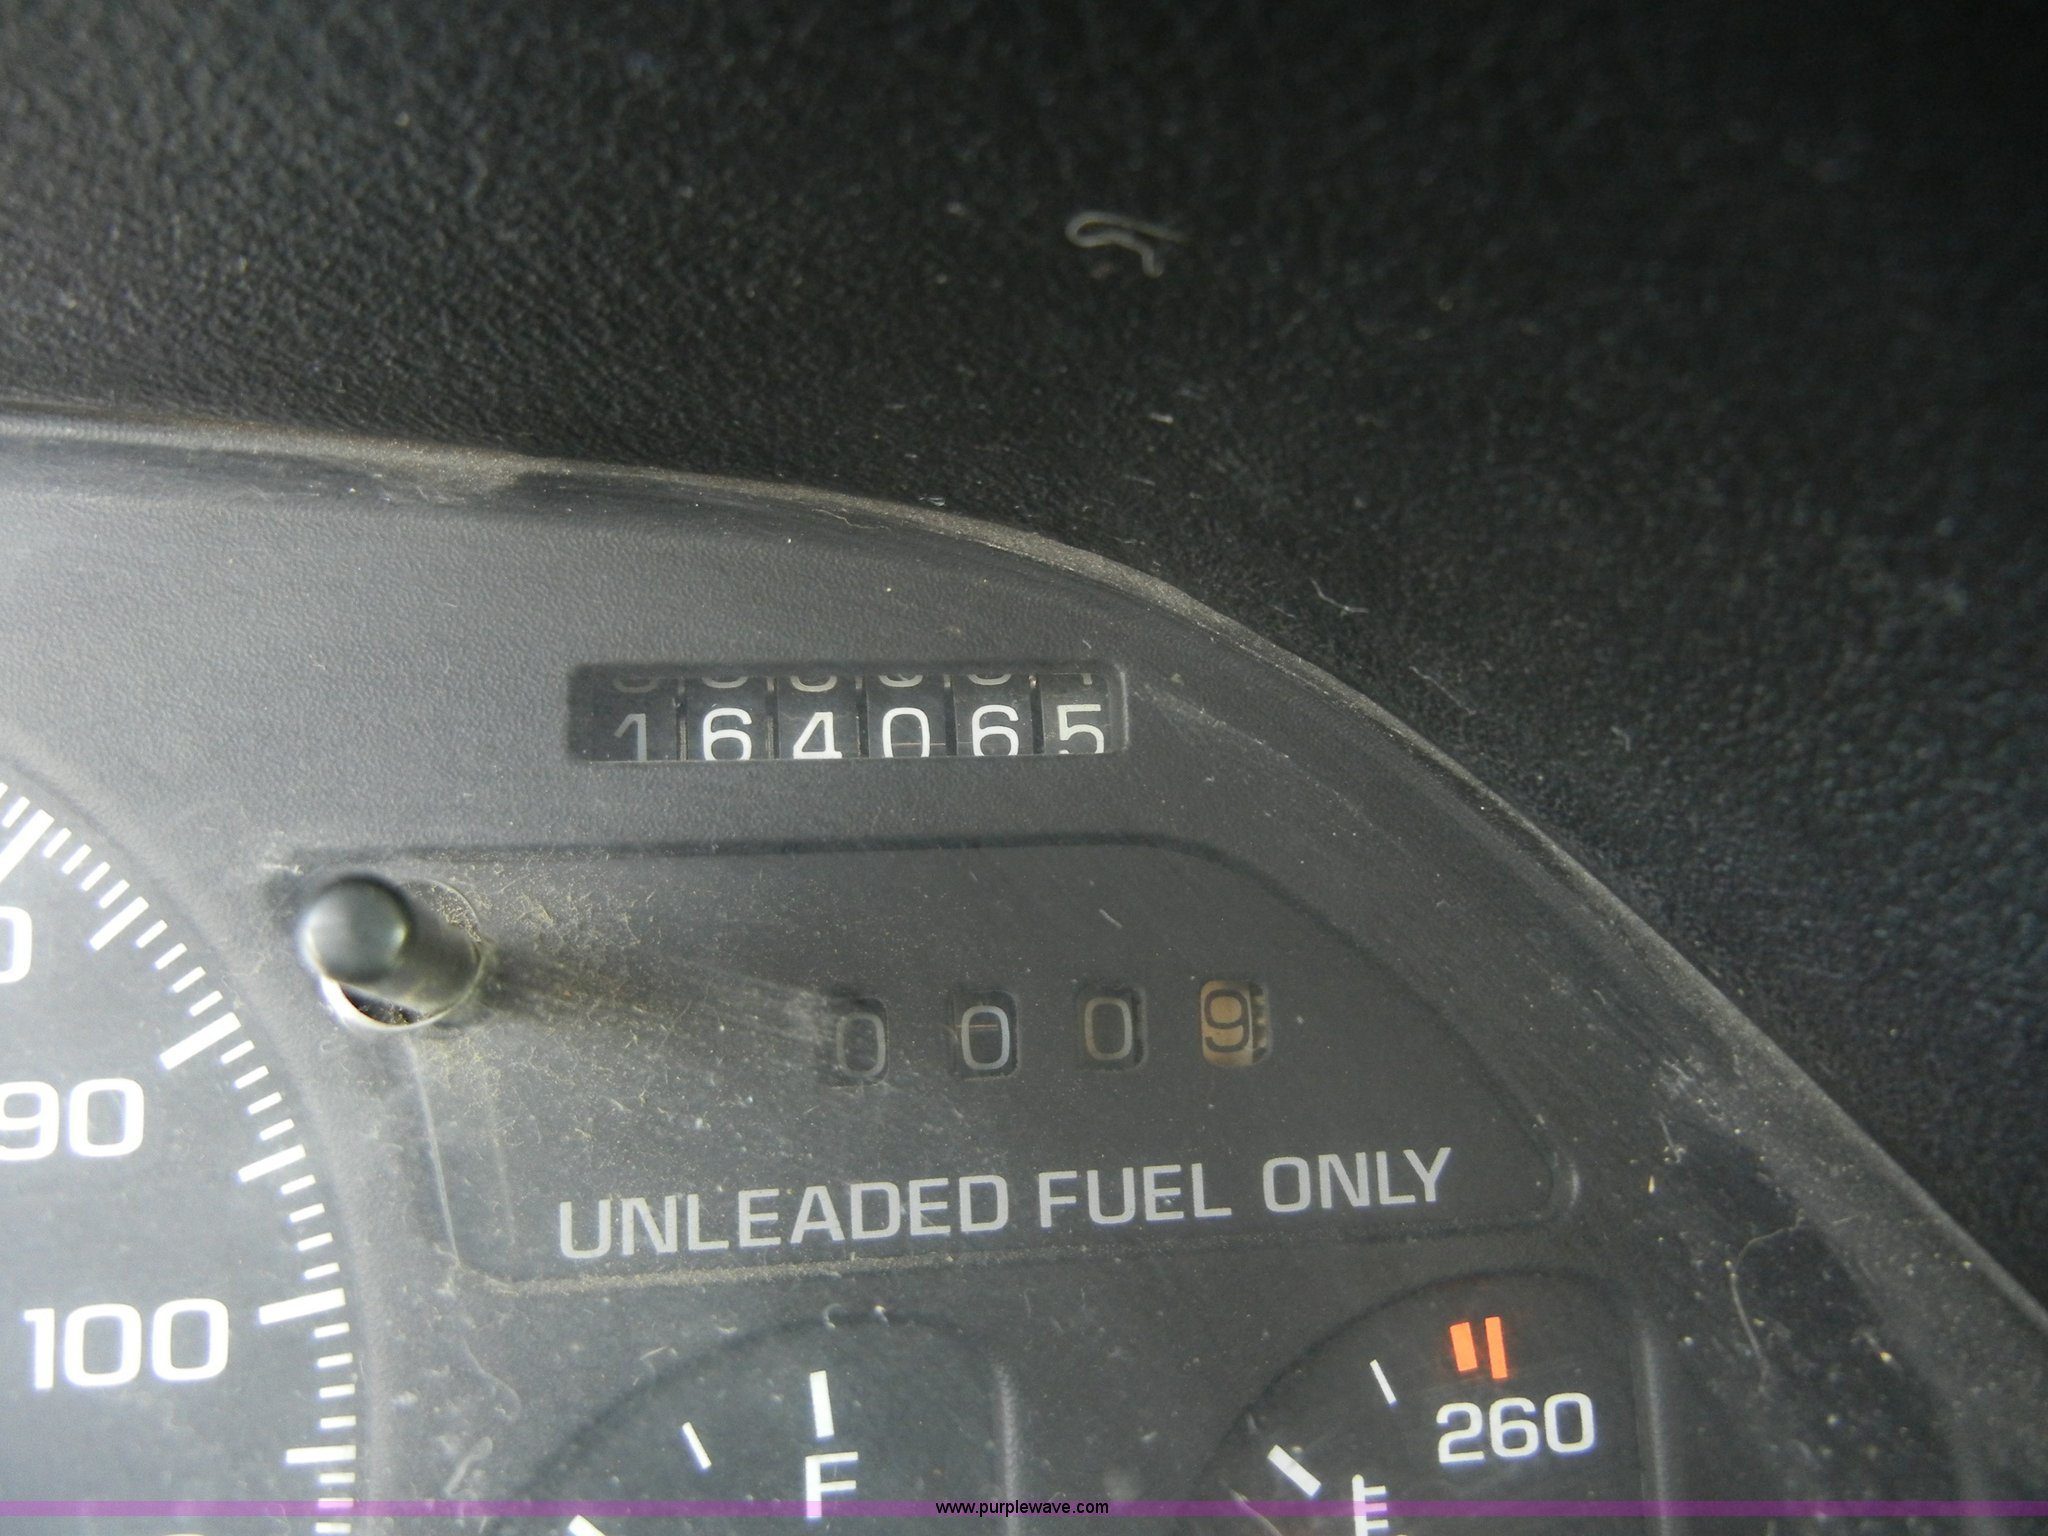 164065
90
0009
UNLEADED FUEL ONLY
100
260
F
www.purplewave.com